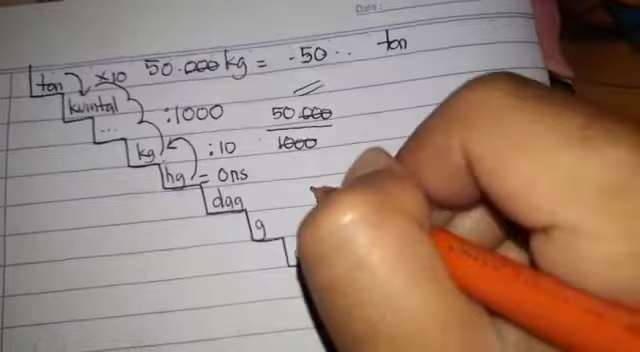 Date:
ton ×10 50.000 kg = .50.. ton
kwintal :1000 50.000
... 1000
kg :10
hg = ons
dag
g